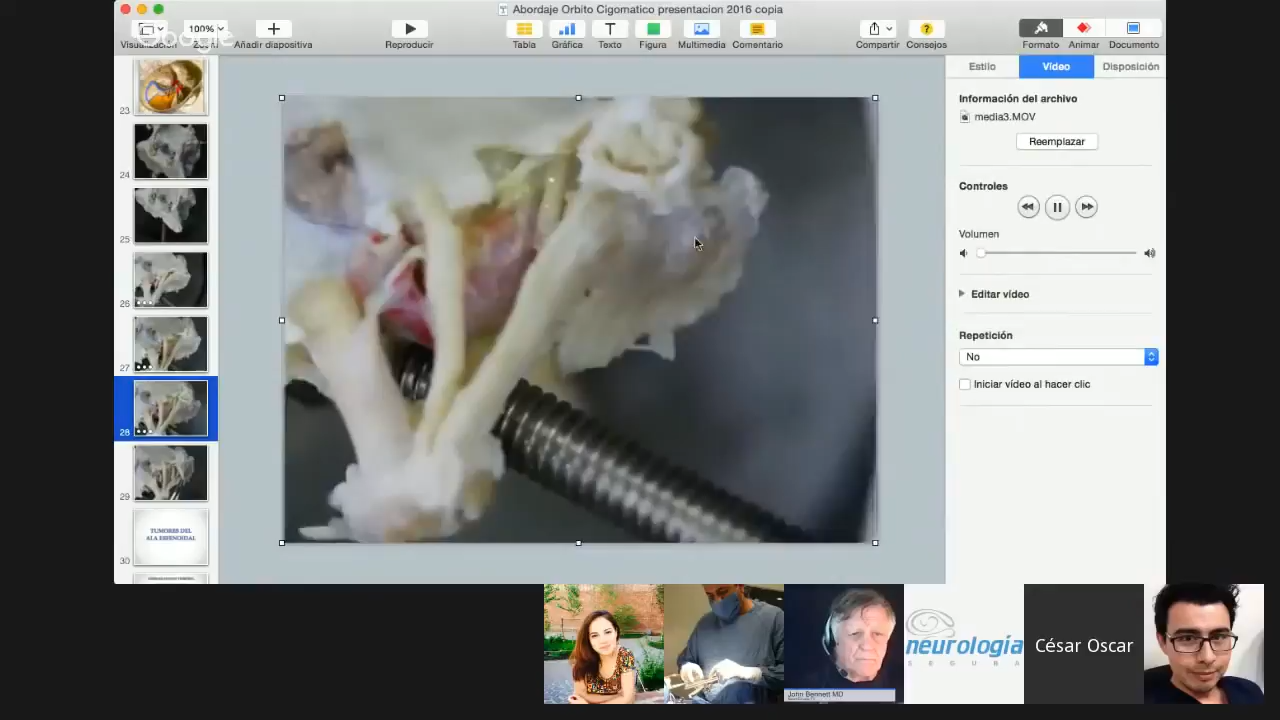 Abordaje Orbito Cigomatico presentacion 2016 copia
Google
100%
Visualización Zoom Añadir diapositiva Reproducir Tabla Gráfica Texto Figura Multimedia Comentario Compartir Consejos Formato Animar Documento
Estilo Vídeo Disposición
Información del archivo
media3.MOV
Reemplazar
Controles
Volumen
Editar vídeo
Repetición
No
Iniciar vídeo al hacer clic
23
24
25
26
27
28
29
TUMORES DEL
ALA ESFENOIDAL
30
John Bennett MD
neurología
SEGURA
César Oscar